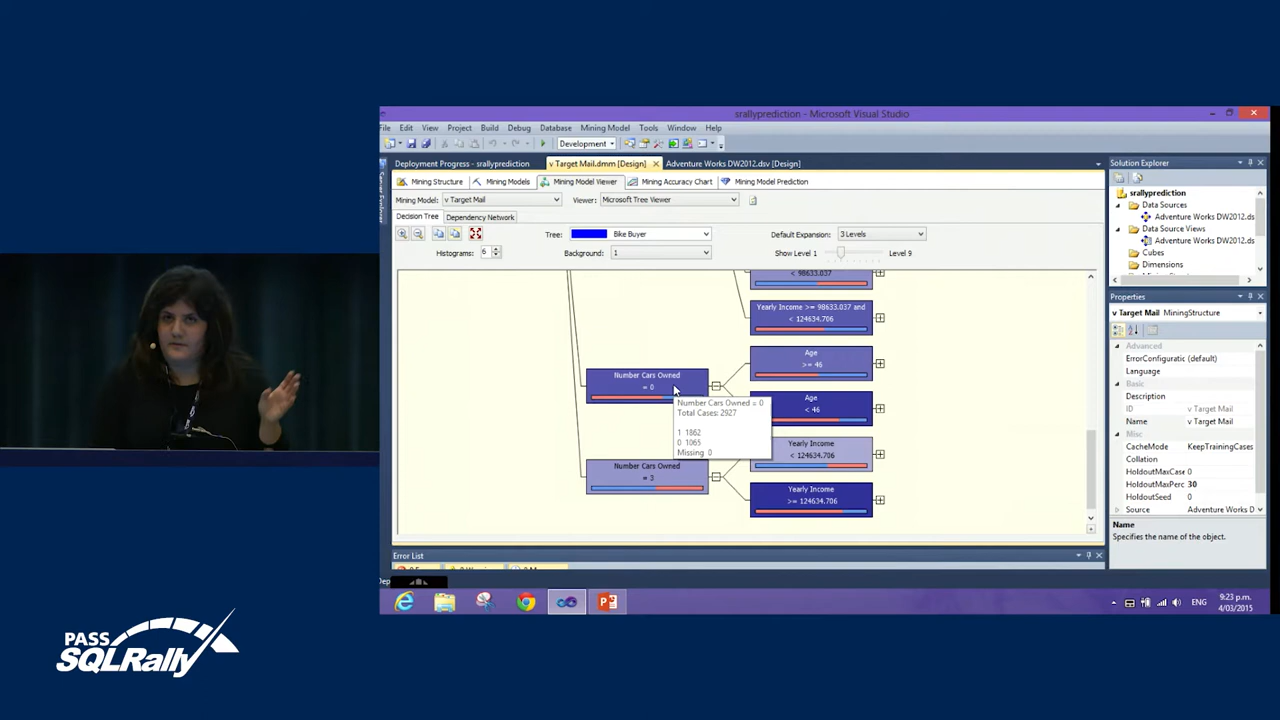 srallyprediction - Microsoft Visual Studio
File Edit View Project Build Debug Database Mining Model Tools Window Help
Development
Deployment Progress - srallyprediction
v Target Mail.dmm [Design]
Adventure Works DW2012.dsv [Design]
Mining Structure
Mining Models
Mining Model Viewer
Mining Accuracy Chart
Mining Model Prediction
Mining Model: v Target Mail
Viewer: Microsoft Tree Viewer
Decision Tree
Dependency Network
Tree: Bike Buyer
Default Expansion: 3 Levels
Histograms: 6
Background: 1
Show Level 1
Level 9
< 98633.037
Yearly Income >= 98633.037 and
< 124634.706
Number Cars Owned
= 0
Age
>= 46
Number Cars Owned = 0
Total Cases: 2927
1 1862
0 1065
Missing 0
Age
< 46
Number Cars Owned
= 3
Yearly Income
< 124634.706
Yearly Income
>= 124634.706
Error List
Solution Explorer
srallyprediction
Data Sources
Adventure Works DW2012.ds
Data Source Views
Adventure Works DW2012.ds
Cubes
Dimensions
Properties
v Target Mail MiningStructure
Advanced
ErrorConfiguratic (default)
Language
Basic
Description
ID v Target Mail
Name v Target Mail
Misc
CacheMode KeepTrainingCases
Collation
HoldoutMaxCase 0
HoldoutMaxPerc 30
HoldoutSeed 0
Source Adventure Works D
Name
Specifies the name of the object.
ENG
9:23 p.m.
4/03/2015
PASS
SQLRally